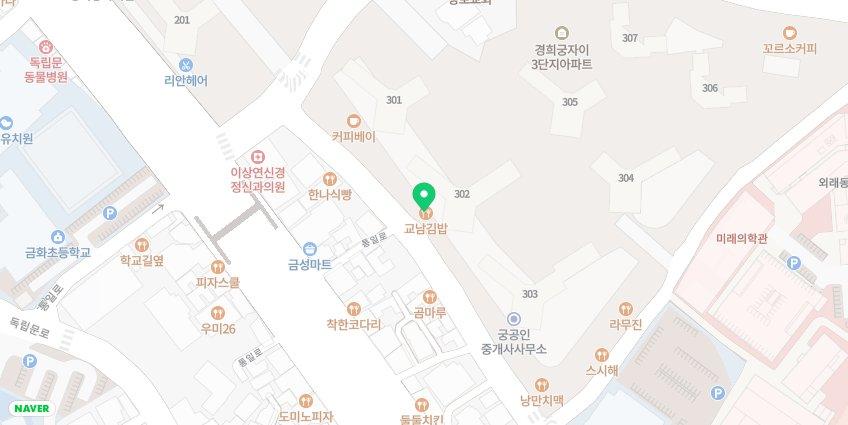 201
독립문
동물병원
리안헤어
경희궁자이
3단지아파트
307
꼬르소커피
306
305
301
커피베이
유치원
이상연신경
정신과의원
한나식빵
302
304
외래동
P
교남김밥
통일로
미래의학관
금화초등학교
학교길옆
금성마트
피자스쿨
P
통일로
303
곰마루
라무진
우미26
착한코다리
궁공인
중개사사무소
독립문로
통일로
스시해
P
P
낭만치맥
NAVER
도미노피자
둘둘치킨